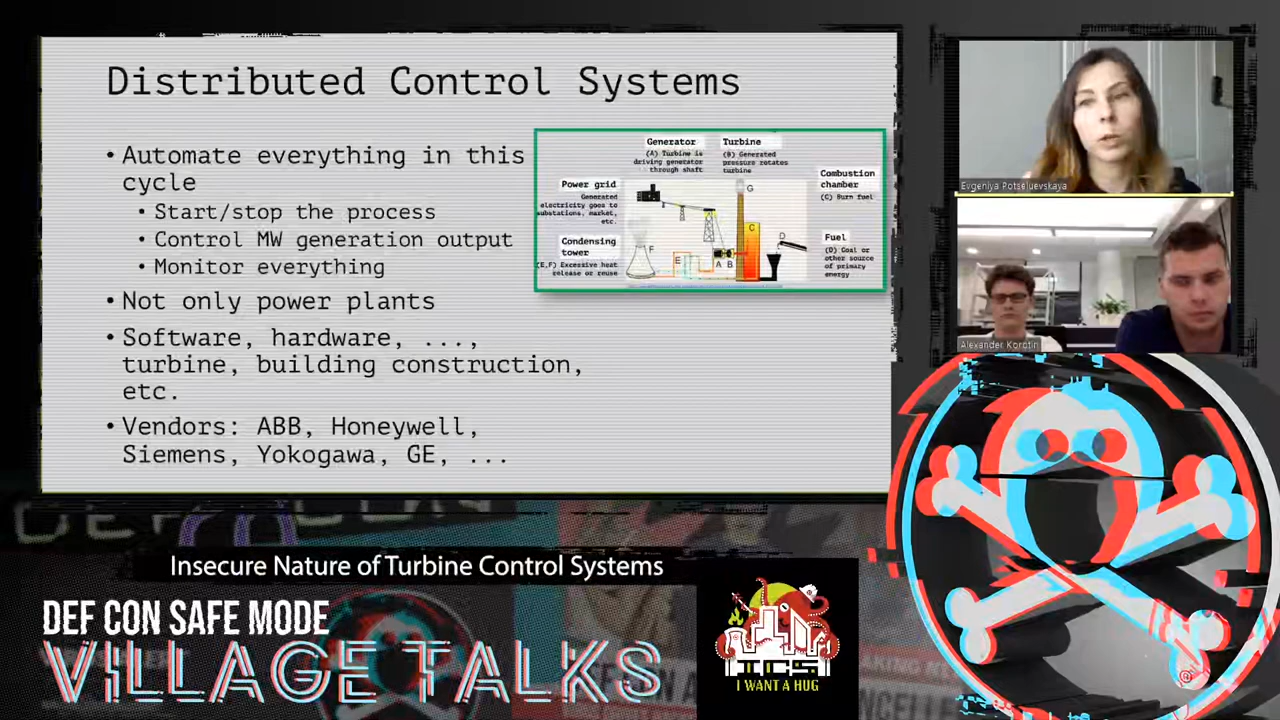 Distributed Control Systems
• Automate everything in this
cycle
• Start/stop the process
• Control MW generation output
• Monitor everything
• Not only power plants
• Software, hardware, ...,
turbine, building construction,
etc.
• Vendors: ABB, Honeywell,
Siemens, Yokogawa, GE, ...
Generator
(A) Turbine is
driving generator
through shaft
Turbine
(B) Generated
pressure rotates
turbine
Combustion
chamber
(C) Burn fuel
Power grid
Generated
electricity goes to
substations, market,
etc.
Condensing
tower
(E,F) Excessive heat
release or reuse
Fuel
(D) Coal or
other source
of primary
energy
G
C
D
F
E
A B
Evgeniya Potseluevskaya
Alexander Korotin
Insecure Nature of Turbine Control Systems
DEF CON SAFE MODE
VILLAGE TALKS
ICS
I WANT A HUG